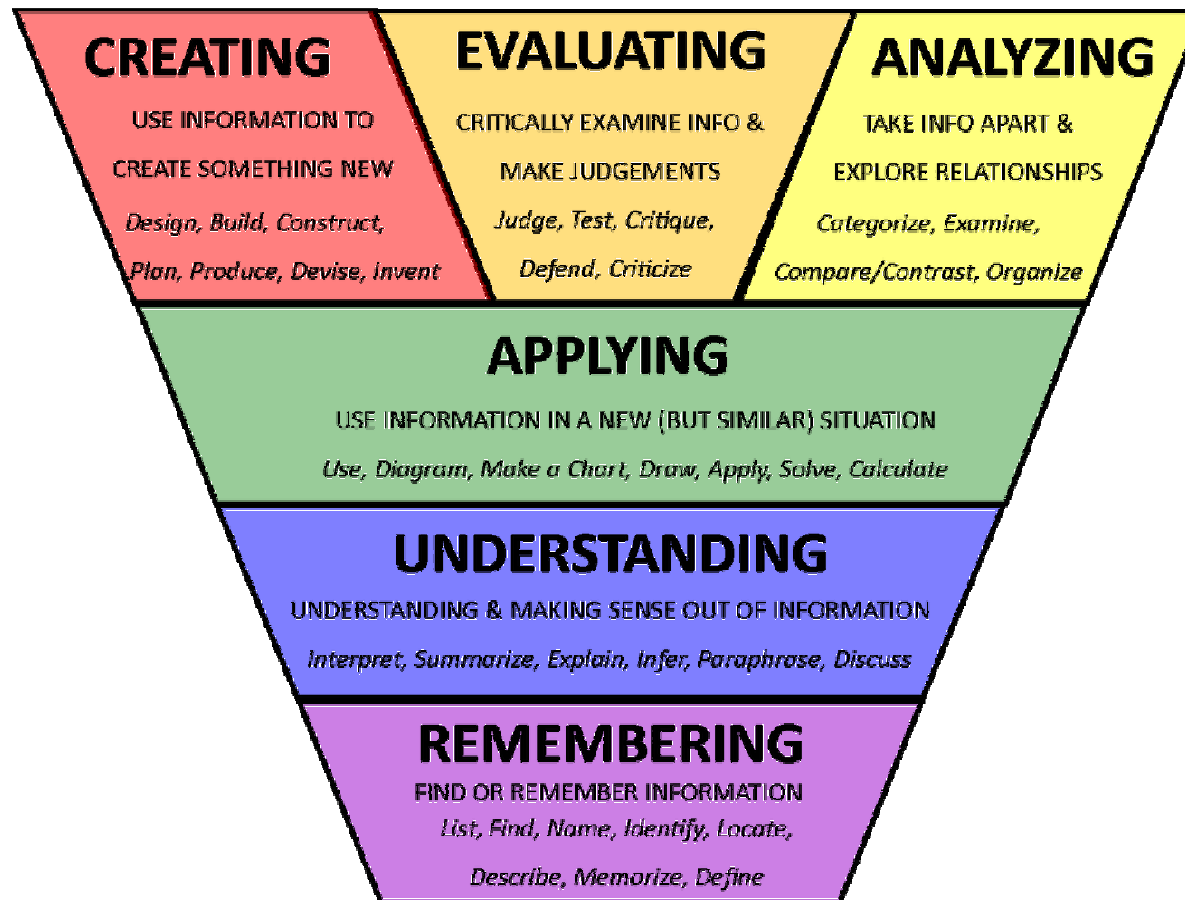 CREATING
USE INFORMATION TO
CREATE SOMETHING NEW
Design, Build, Construct,
Plan, Produce, Devise, Invent
EVALUATING
CRITICALLY EXAMINE INFO &
MAKE JUDGEMENTS
Judge, Test, Critique,
Defend, Criticize
ANALYZING
TAKE INFO APART &
EXPLORE RELATIONSHIPS
Categorize, Examine,
Compare/Contrast, Organize
APPLYING
USE INFORMATION IN A NEW (BUT SIMILAR) SITUATION
Use, Diagram, Make a Chart, Draw, Apply, Solve, Calculate
UNDERSTANDING
UNDERSTANDING & MAKING SENSE OUT OF INFORMATION
Interpret, Summarize, Explain, Infer, Paraphrase, Discuss
REMEMBERING
FIND OR REMEMBER INFORMATION
List, Find, Name, Identify, Locate,
Describe, Memorize, Define